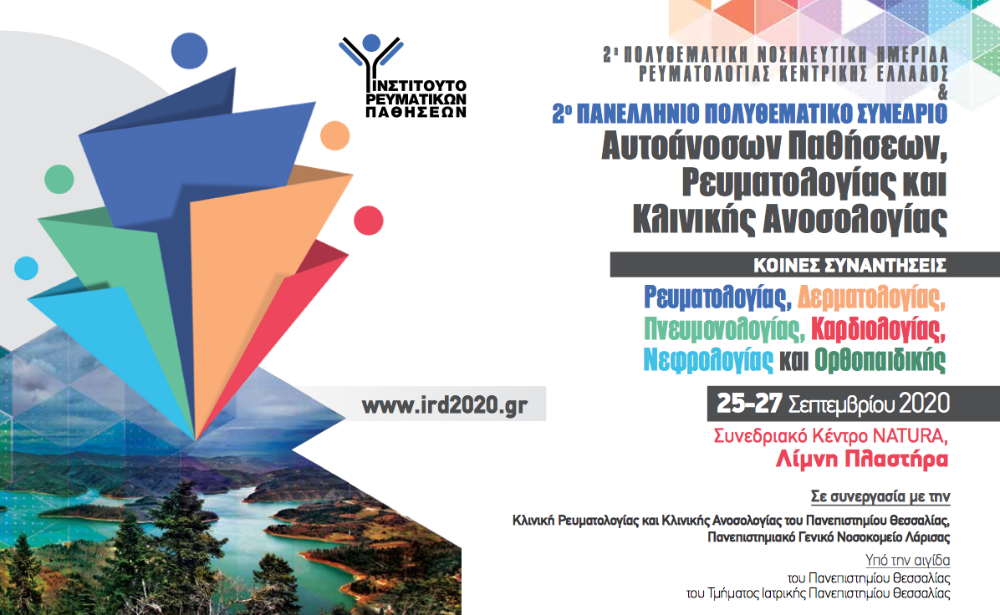 ΙΝΣΤΙΤΟΥΤΟ
ΡΕΥΜΑΤΙΚΩΝ
ΠΑΘΗΣΕΩΝ
2η ΠΟΛΥΘΕΜΑΤΙΚΗ ΝΟΣΗΛΕΥΤΙΚΗ ΗΜΕΡΙΔΑ
ΡΕΥΜΑΤΟΛΟΓΙΑΣ ΚΕΝΤΡΙΚΗΣ ΕΛΛΑΔΟΣ
&
2ο ΠΑΝΕΛΛΗΝΙΟ ΠΟΛΥΘΕΜΑΤΙΚΟ ΣΥΝΕΔΡΙΟ
Αυτοάνοσων Παθήσεων,
Ρευματολογίας και
Κλινικής Ανοσολογίας
ΚΟΙΝΕΣ ΣΥΝΑΝΤΗΣΕΙΣ
Ρευματολογίας, Δερματολογίας,
Πνευμονολογίας, Καρδιολογίας,
Νεφρολογίας και Ορθοπαιδικής
www.ird2020.gr
25-27 Σεπτεμβρίου 2020
Συνεδριακό Κέντρο NATURA,
Λίμνη Πλαστήρα
Σε συνεργασία με την
Κλινική Ρευματολογίας και Κλινικής Ανοσολογίας του Πανεπιστημίου Θεσσαλίας,
Πανεπιστημιακό Γενικό Νοσοκομείο Λάρισας
Υπό την αιγίδα
του Πανεπιστημίου Θεσσαλίας
του Τμήματος Ιατρικής Πανεπιστημίου Θεσσαλίας